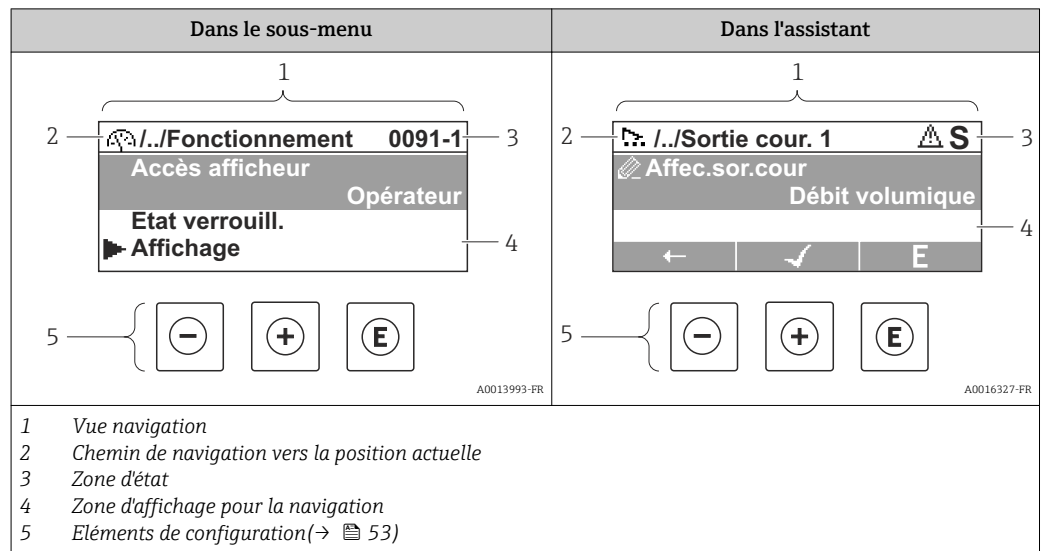 Dans le sous-menu
1
2
/../Fonctionnement 0091-1
3
Accès afficheur
Opérateur
Etat verrouill.
Affichage
4
5
- + E
A0013993-FR
Dans l'assistant
1
2
/../Sortie cour. 1 S
3
Affec.sor.cour
Débit volumique
4
← ✓ E
5
- + E
A0016327-FR
1 Vue navigation
2 Chemin de navigation vers la position actuelle
3 Zone d'état
4 Zone d'affichage pour la navigation
5 Eléments de configuration(→ 53)